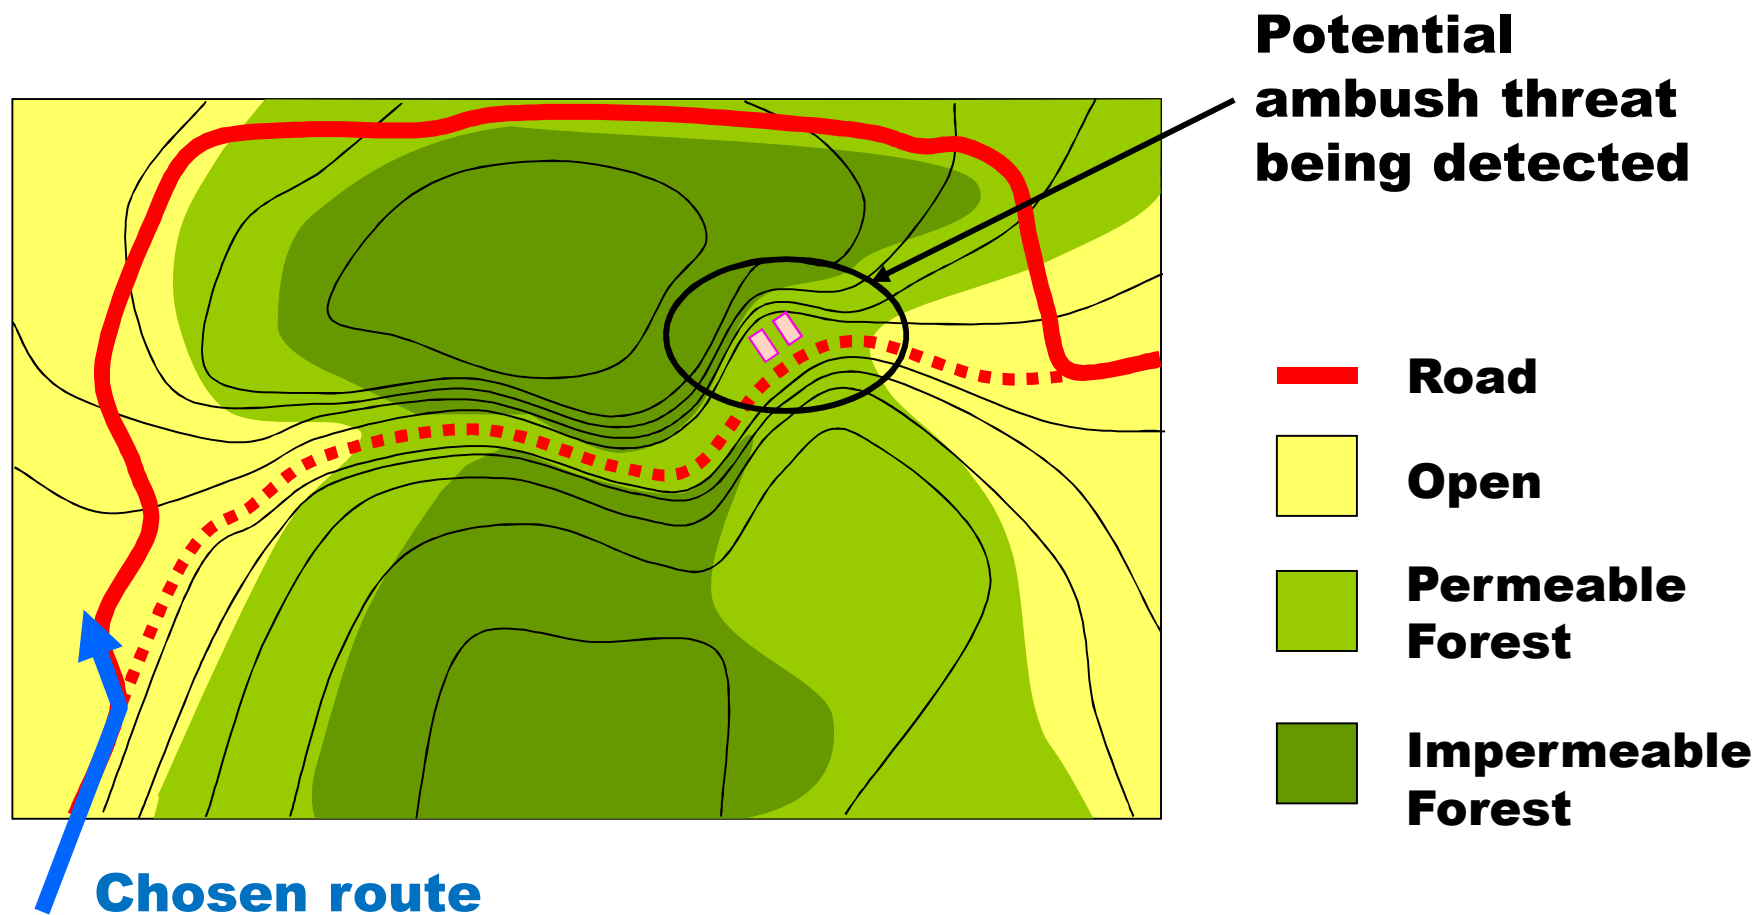 Potential
ambush threat
being detected
Road
Open
Permeable
Forest
Impermeable
Forest
Chosen route